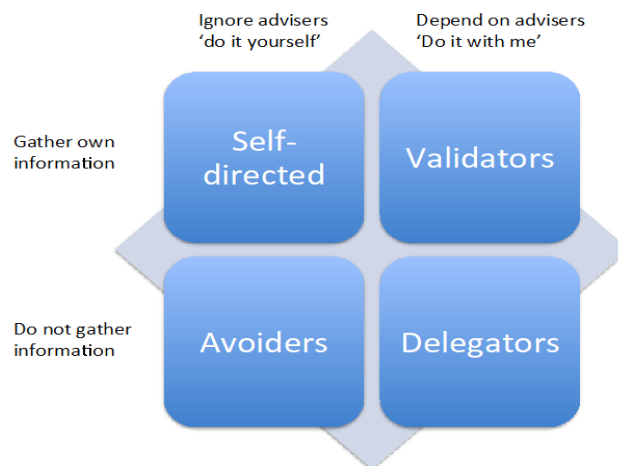 Ignore advisers
‘do it yourself’
Depend on advisers
‘Do it with me’
Gather own
information
Self-
directed
Validators
Do not gather
information
Avoiders
Delegators